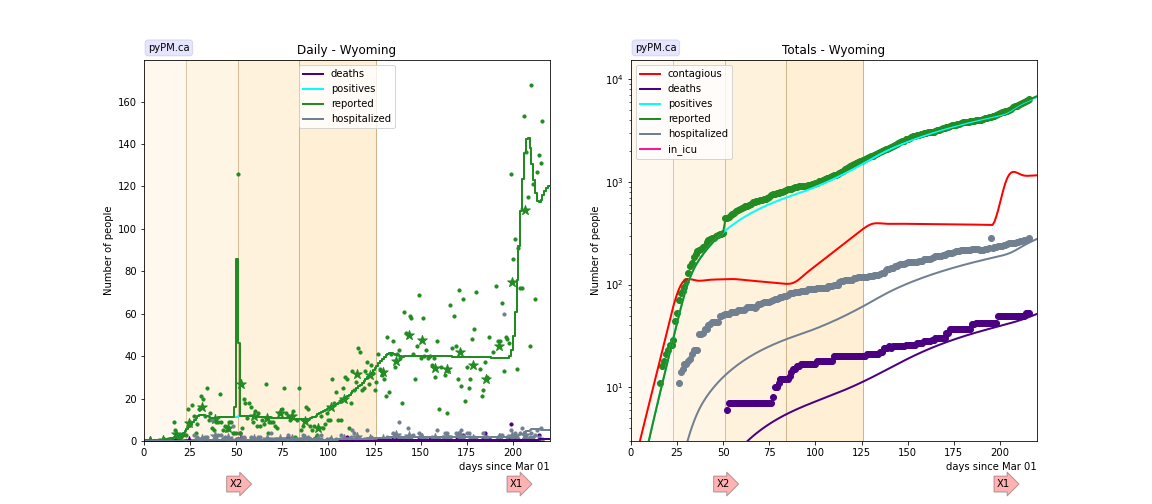 pyPM.ca
Daily - Wyoming
deaths
positives
reported
hospitalized
Number of people
160
140
120
100
80
60
40
20
0
0 25 50 75 100 125 150 175 200
days since Mar 01
X2 X1
pyPM.ca
Totals - Wyoming
contagious
deaths
positives
reported
hospitalized
in_icu
Number of people
10⁴
10³
10²
10¹
0 25 50 75 100 125 150 175 200
days since Mar 01
X2 X1